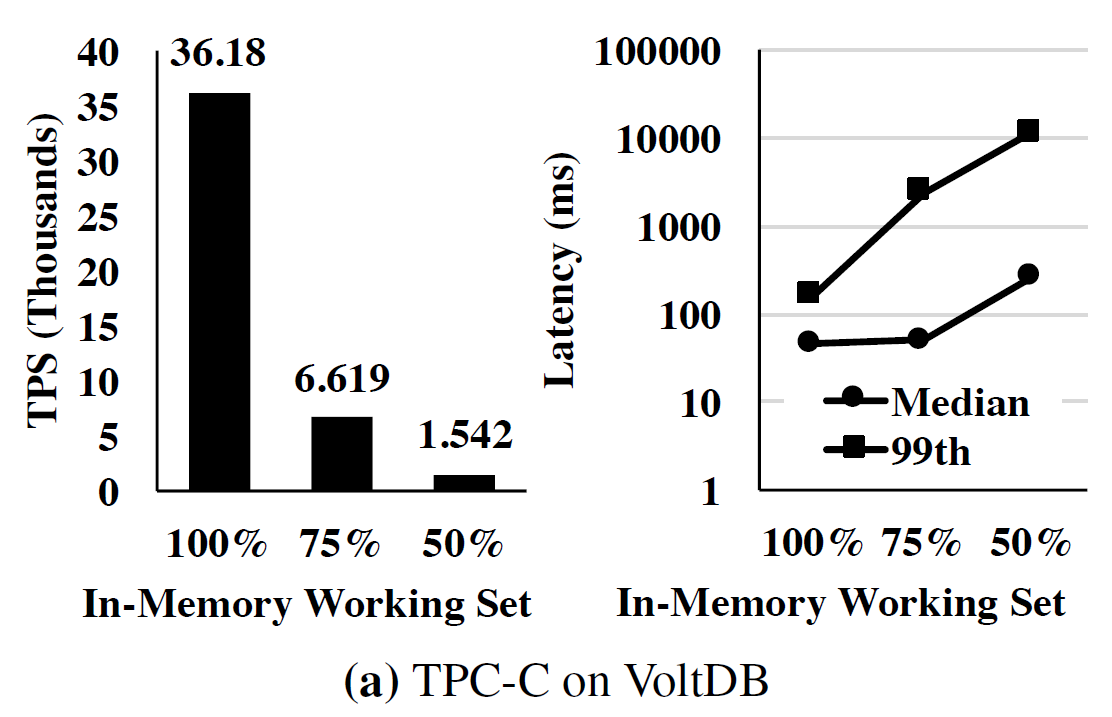 TPS (Thousands)
40
35
30
25
20
15
10
5
0
36.18
6.619
1.542
100% 75% 50%
In-Memory Working Set
Latency (ms)
100000
10000
1000
100
10
1
Median
99th
100% 75% 50%
In-Memory Working Set
(a) TPC-C on VoltDB